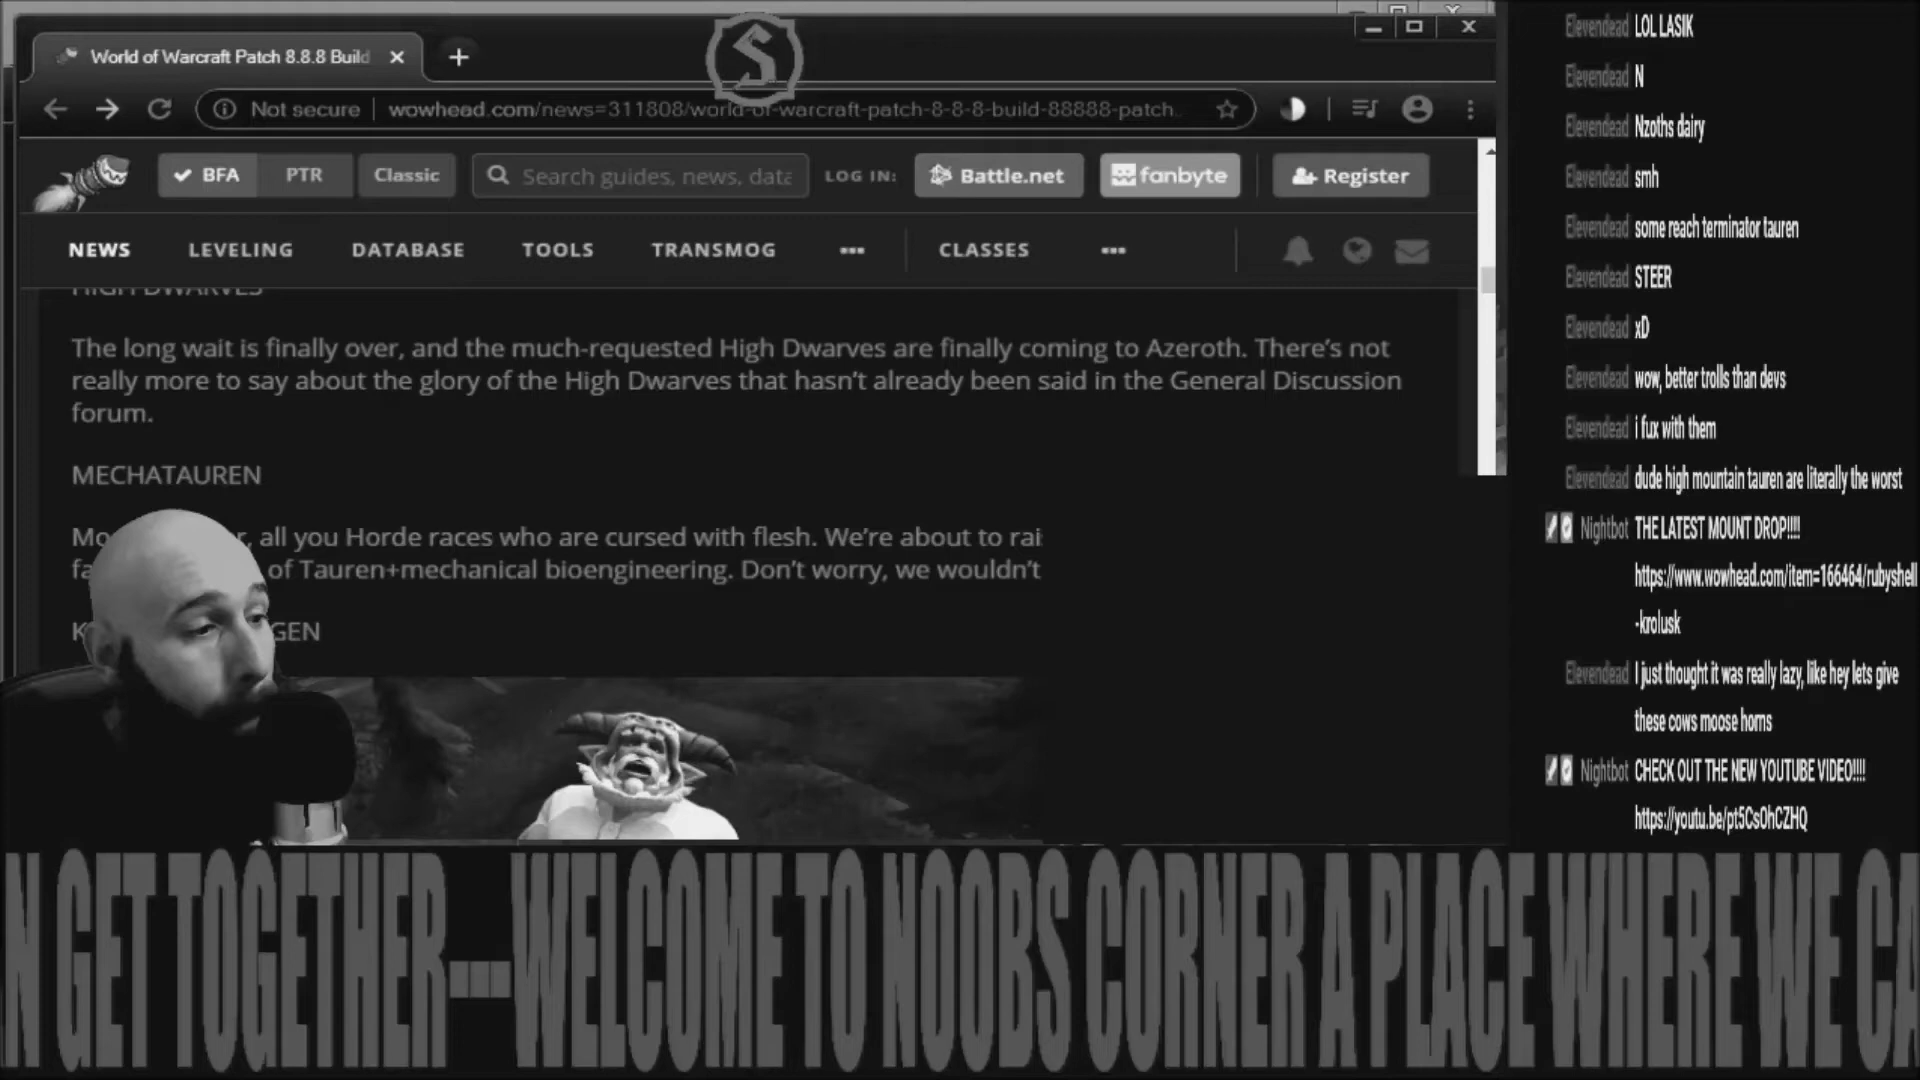 World of Warcraft Patch 8.8.8 Build
Not secure
wowhead.com/news=311808/world-of-warcraft-patch-8-8-8-build-88888-patch
BFA
PTR
Classic
Search guides, news, data
LOG IN:
Battle.net
fanbyte
Register
NEWS
LEVELING
DATABASE
TOOLS
TRANSMOG
CLASSES
HIGH DWARVES
The long wait is finally over, and the much-requested High Dwarves are finally coming to Azeroth. There's not
really more to say about the glory of the High Dwarves that hasn't already been said in the General Discussion
forum.
MECHATAUREN
all you Horde races who are cursed with flesh. We're about to rai
of Tauren+mechanical bioengineering. Don't worry, we wouldn't
GEN
Elevendead LOL LASIK
Elevendead N
Elevendead Nzoths dairy
Elevendead smh
Elevendead some reach terminator tauren
Elevendead STEER
Elevendead xD
Elevendead wow, better trolls than devs
Elevendead i fux with them
Elevendead dude high mountain tauren are literally the worst
Nightbot THE LATEST MOUNT DROP!!!!
https://www.wowhead.com/item=166464/rubyshell
-krolusk
Elevendead I just thought it was really lazy, like hey lets give
these cows moose horns
Nightbot CHECK OUT THE NEW YOUTUBE VIDEO!!!!
https://youtu.be/pt5CsOhCZHQ
N GET TOGETHER----WELCOME TO NOOBS CORNER A PLACE WHERE WE CA